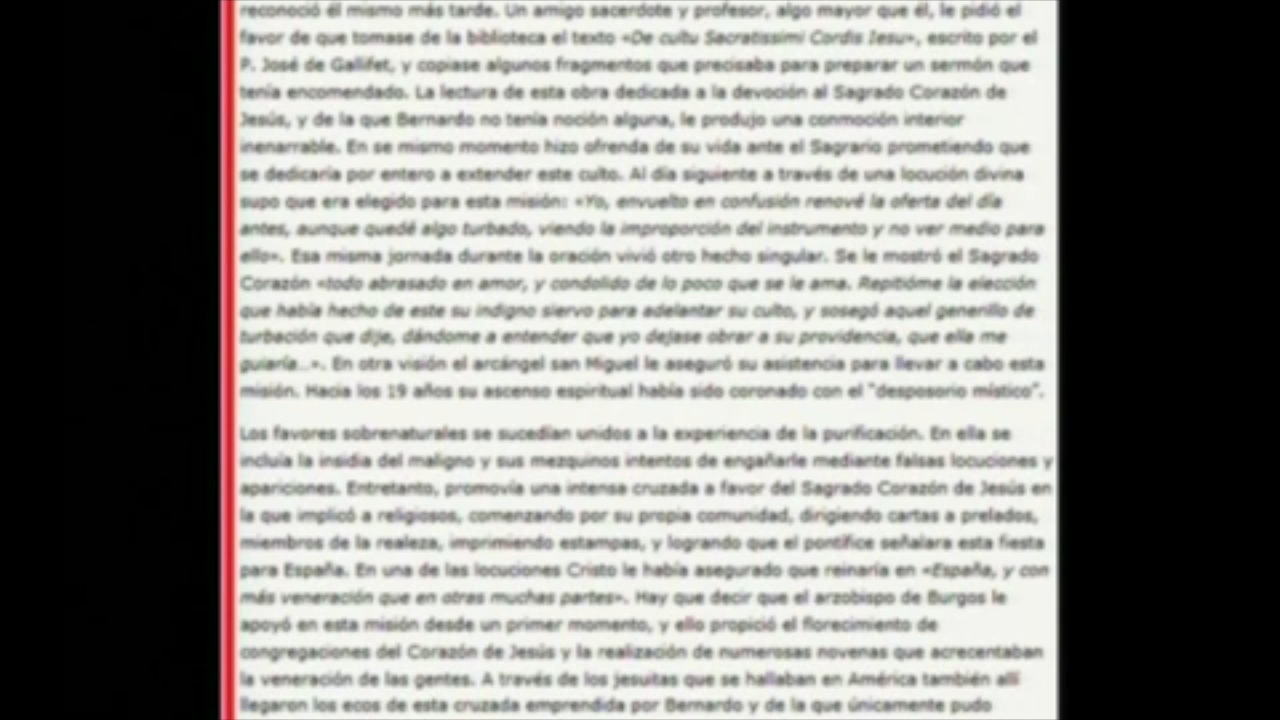 reconoció él mismo más tarde. Un amigo sacerdote y profesor, algo mayor que él, le pidió el
favor de que tomase de la biblioteca el texto «De cultu Sacratissimi Cordis Iesu», escrito por el
P. José de Gallifet, y copiase algunos fragmentos que precisaba para preparar un sermón que
tenía encomendado. La lectura de esta obra dedicada a la devoción al Sagrado Corazón de
Jesús, y de la que Bernardo no tenía noción alguna, le produjo una conmoción interior
inenarrable. En se mismo momento hizo ofrenda de su vida ante el Sagrario prometiendo que
se dedicaría por entero a extender este culto. Al día siguiente a través de una locución divina
supo que era elegido para esta misión: «Yo, envuelto en confusión renové la oferta del día
antes, aunque quedé algo turbado, viendo la improporción del instrumento y no ver medio para
ello». Esa misma jornada durante la oración vivió otro hecho singular. Se le mostró el Sagrado
Corazón «todo abrasado en amor, y condolido de lo poco que se le ama. Repitióme la elección
que había hecho de este su indigno siervo para adelantar su culto, y sosegó aquel generillo de
turbación que dije, dándome a entender que yo dejase obrar a su providencia, que ella me
guiaría...». En otra visión el arcángel san Miguel le aseguró su asistencia para llevar a cabo esta
misión. Hacia los 19 años su ascenso espiritual había sido coronado con el "desposorio místico".
Los favores sobrenaturales se sucedían unidos a la experiencia de la purificación. En ella se
incluía la insidia del maligno y sus mezquinos intentos de engañarle mediante falsas locuciones y
apariciones. Entretanto, promovía una intensa cruzada a favor del Sagrado Corazón de Jesús en
la que implicó a religiosos, comenzando por su propia comunidad, dirigiendo cartas a prelados,
miembros de la realeza, imprimiendo estampas, y logrando que el pontífice señalara esta fiesta
para España. En una de las locuciones Cristo le había asegurado que reinaría en «España, y con
más veneración que en otras muchas partes». Hay que decir que el arzobispo de Burgos le
apoyó en esta misión desde un primer momento, y ello propició el florecimiento de
congregaciones del Corazón de Jesús y la realización de numerosas novenas que acrecentaban
la veneración de las gentes. A través de los jesuitas que se hallaban en América también allí
llegaron los ecos de esta cruzada emprendida por Bernardo y de la que únicamente pudo